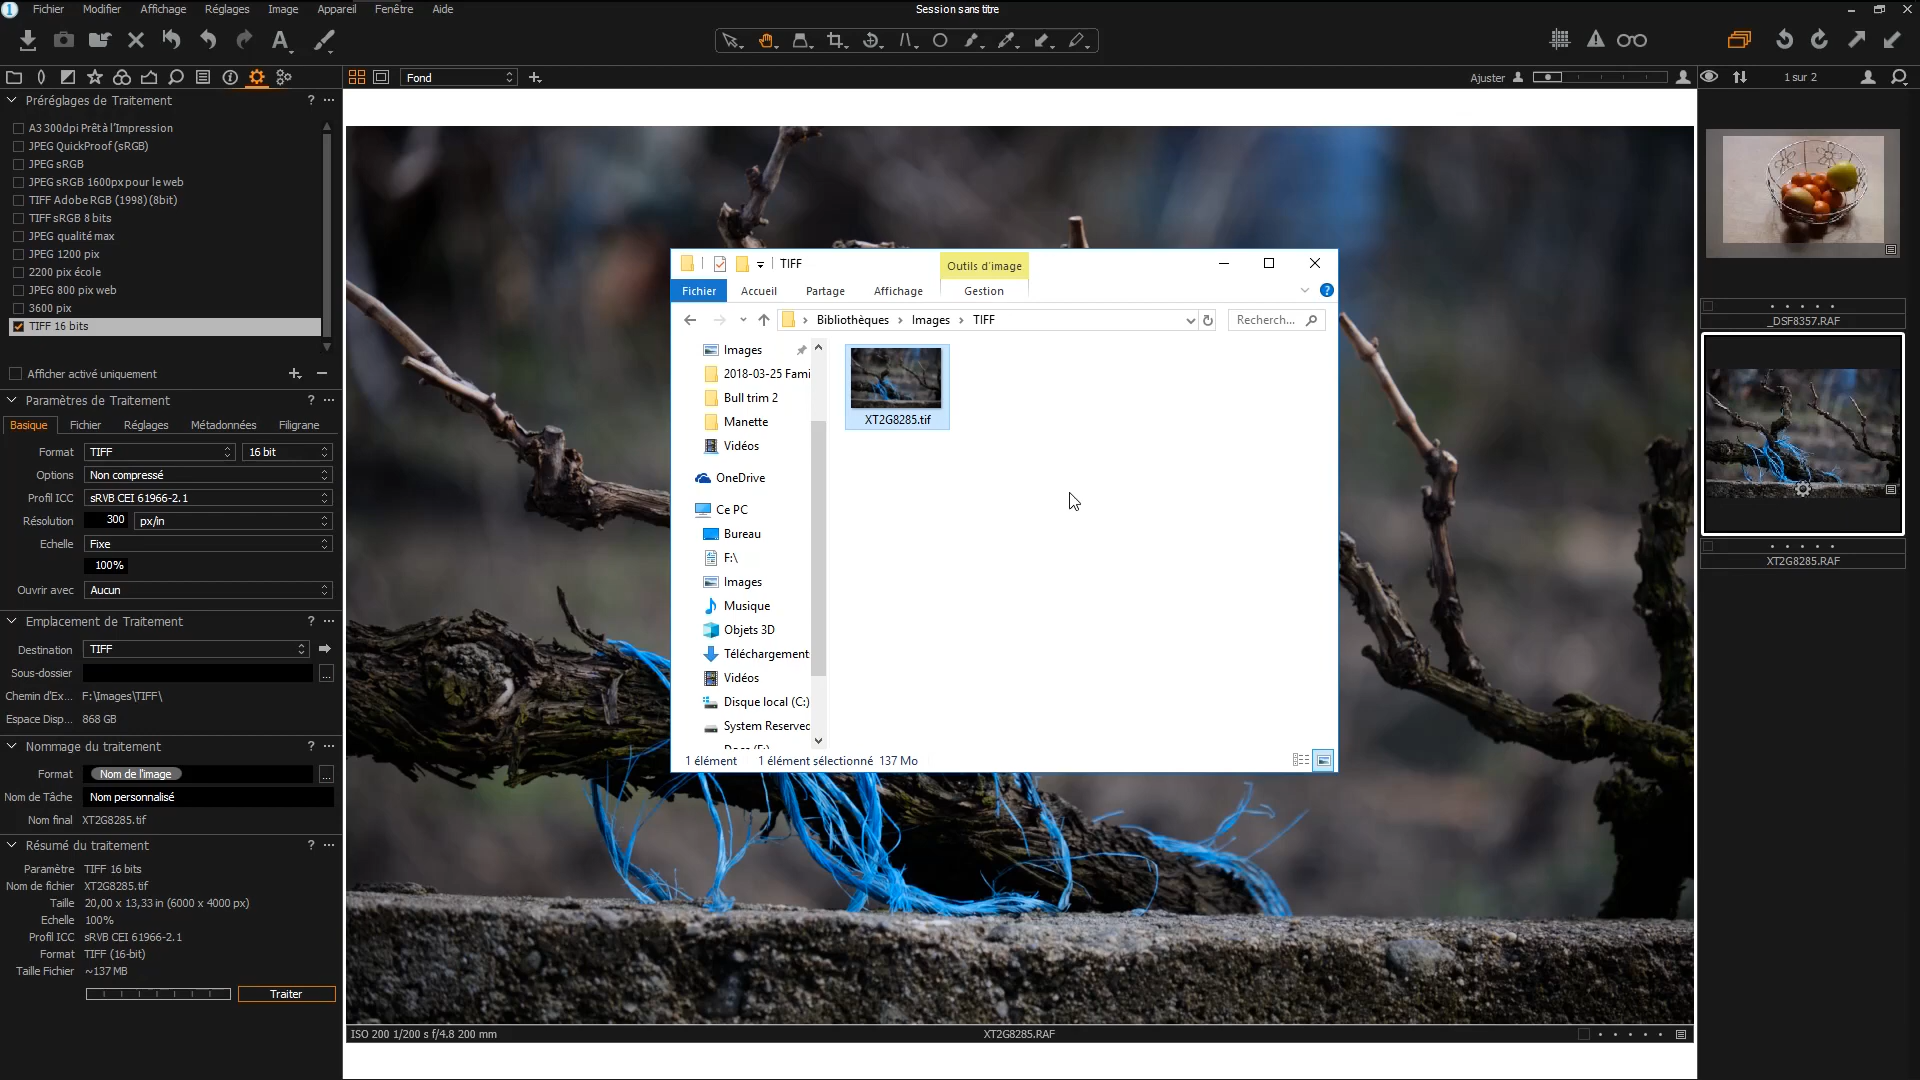 Fichier Modifier Affichage Réglages Image Appareil Fenêtre Aide
Session sans titre
Fond
Ajuster
1 sur 2
Préréglages de Traitement ? ...
A3 300dpi Prêt à l'Impression
JPEG QuickProof (sRGB)
JPEG sRGB
JPEG sRGB 1600px pour le web
TIFF Adobe RGB (1998) (8bit)
TIFF sRGB 8 bits
JPEG qualité max
JPEG 1200 pix
2200 pix école
JPEG 800 pix web
3600 pix
TIFF 16 bits
Afficher activé uniquement
Paramètres de Traitement ? ...
Basique Fichier Réglages Métadonnées Filigrane
Format TIFF 16 bit
Options Non compressé
Profil ICC sRVB CEI 61966-2.1
Résolution 300 px/in
Echelle Fixe
100%
Ouvrir avec Aucun
Emplacement de Traitement ? ...
Destination TIFF
Sous-dossier ...
Chemin d'Ex... F:\Images\TIFF\
Espace Disp... 868 GB
Nommage du traitement ? ...
Format Nom de l'image ...
Nom de Tâche Nom personnalisé
Nom final XT2G8285.tif
Résumé du traitement ? ...
Paramètre TIFF 16 bits
Nom de fichier XT2G8285.tif
Taille 20,00 x 13,33 in (6000 x 4000 px)
Echelle 100%
Profil ICC sRVB CEI 61966-2.1
Format TIFF (16-bit)
Taille Fichier ~137 MB
Traiter
TIFF
Outils d'image
Fichier Accueil Partage Affichage Gestion
Bibliothèques > Images > TIFF
Recherch...
Images
2018-03-25 Fami
Bull trim 2
Manette
Vidéos
OneDrive
Ce PC
Bureau
F:\
Images
Musique
Objets 3D
Téléchargement
Vidéos
Disque local (C:)
System Reserved
XT2G8285.tif
1 élément 1 élément sélectionné 137 Mo
ISO 200 1/200 s f/4.8 200 mm
XT2G8285.RAF
_DSF8357.RAF
XT2G8285.RAF